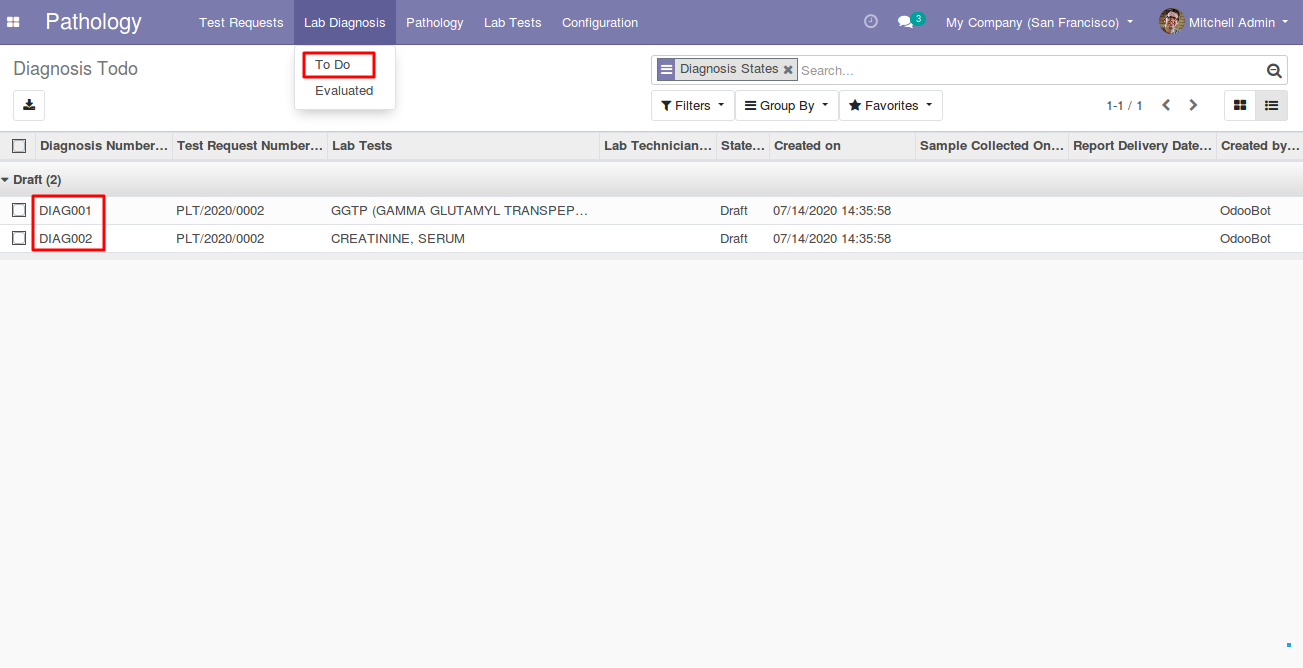 Pathology Test Requests Lab Diagnosis Pathology Lab Tests Configuration 3 My Company (San Francisco) Mitchell Admin
To Do
Evaluated
Diagnosis Todo
Diagnosis States Search...
Filters Group By Favorites 1-1 / 1
Diagnosis Number... Test Request Number... Lab Tests Lab Technician... State... Created on Sample Collected On... Report Delivery Date... Created by...
Draft (2)
DIAG001 PLT/2020/0002 GGTP (GAMMA GLUTAMYL TRANSPEP... Draft 07/14/2020 14:35:58 OdooBot
DIAG002 PLT/2020/0002 CREATININE, SERUM Draft 07/14/2020 14:35:58 OdooBot